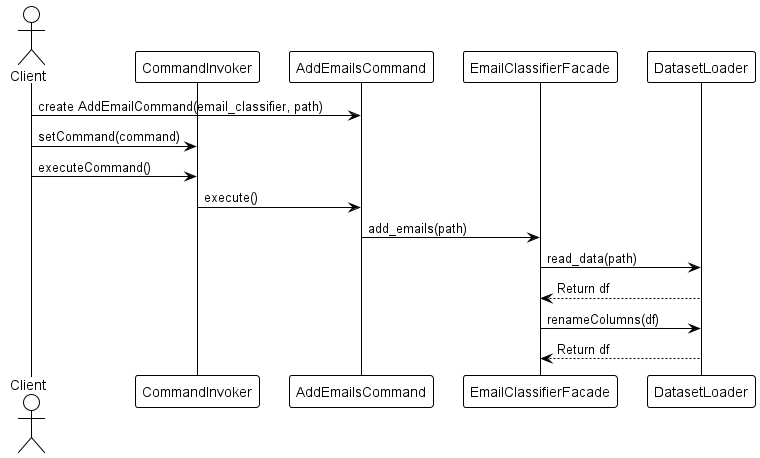 Client
CommandInvoker
AddEmailsCommand
EmailClassifierFacade
DatasetLoader
create AddEmailCommand(email_classifier, path)
setCommand(command)
executeCommand()
execute()
add_emails(path)
read_data(path)
Return df
renameColumns(df)
Return df
Client
CommandInvoker
AddEmailsCommand
EmailClassifierFacade
DatasetLoader